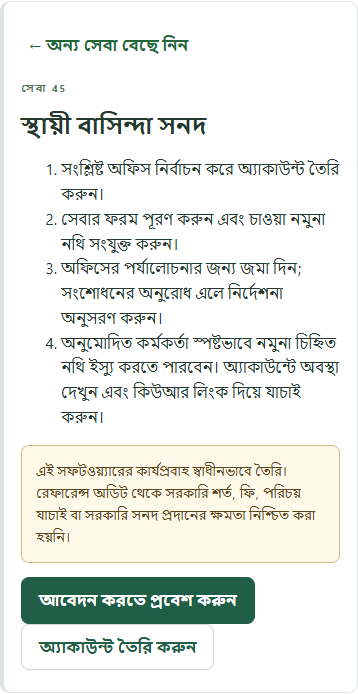 ← অন্য সেবা বেছে নিন
সেবা 45
স্থায়ী বাসিন্দা সনদ
1. সংশ্লিষ্ট অফিস নির্বাচন করে অ্যাকাউন্ট তৈরি
করুন।
2. সেবার ফরম পূরণ করুন এবং চাওয়া নমুনা
নথি সংযুক্ত করুন।
3. অফিসের পর্যালোচনার জন্য জমা দিন;
সংশোধনের অনুরোধ এলে নির্দেশনা
অনুসরণ করুন।
4. অনুমোদিত কর্মকর্তা স্পষ্টভাবে নমুনা চিহ্নিত
নথি ইস্যু করতে পারবেন। অ্যাকাউন্টে অবস্থা
দেখুন এবং কিউআর লিংক দিয়ে যাচাই
করুন।
এই সফটওয়্যারের কার্যপ্রবাহ স্বাধীনভাবে তৈরি।
রেফারেন্স অডিট থেকে সরকারি শর্ত, ফি, পরিচয়
যাচাই বা সরকারি সনদ প্রদানের ক্ষমতা নিশ্চিত করা
হয়নি।
আবেদন করতে প্রবেশ করুন
অ্যাকাউন্ট তৈরি করুন